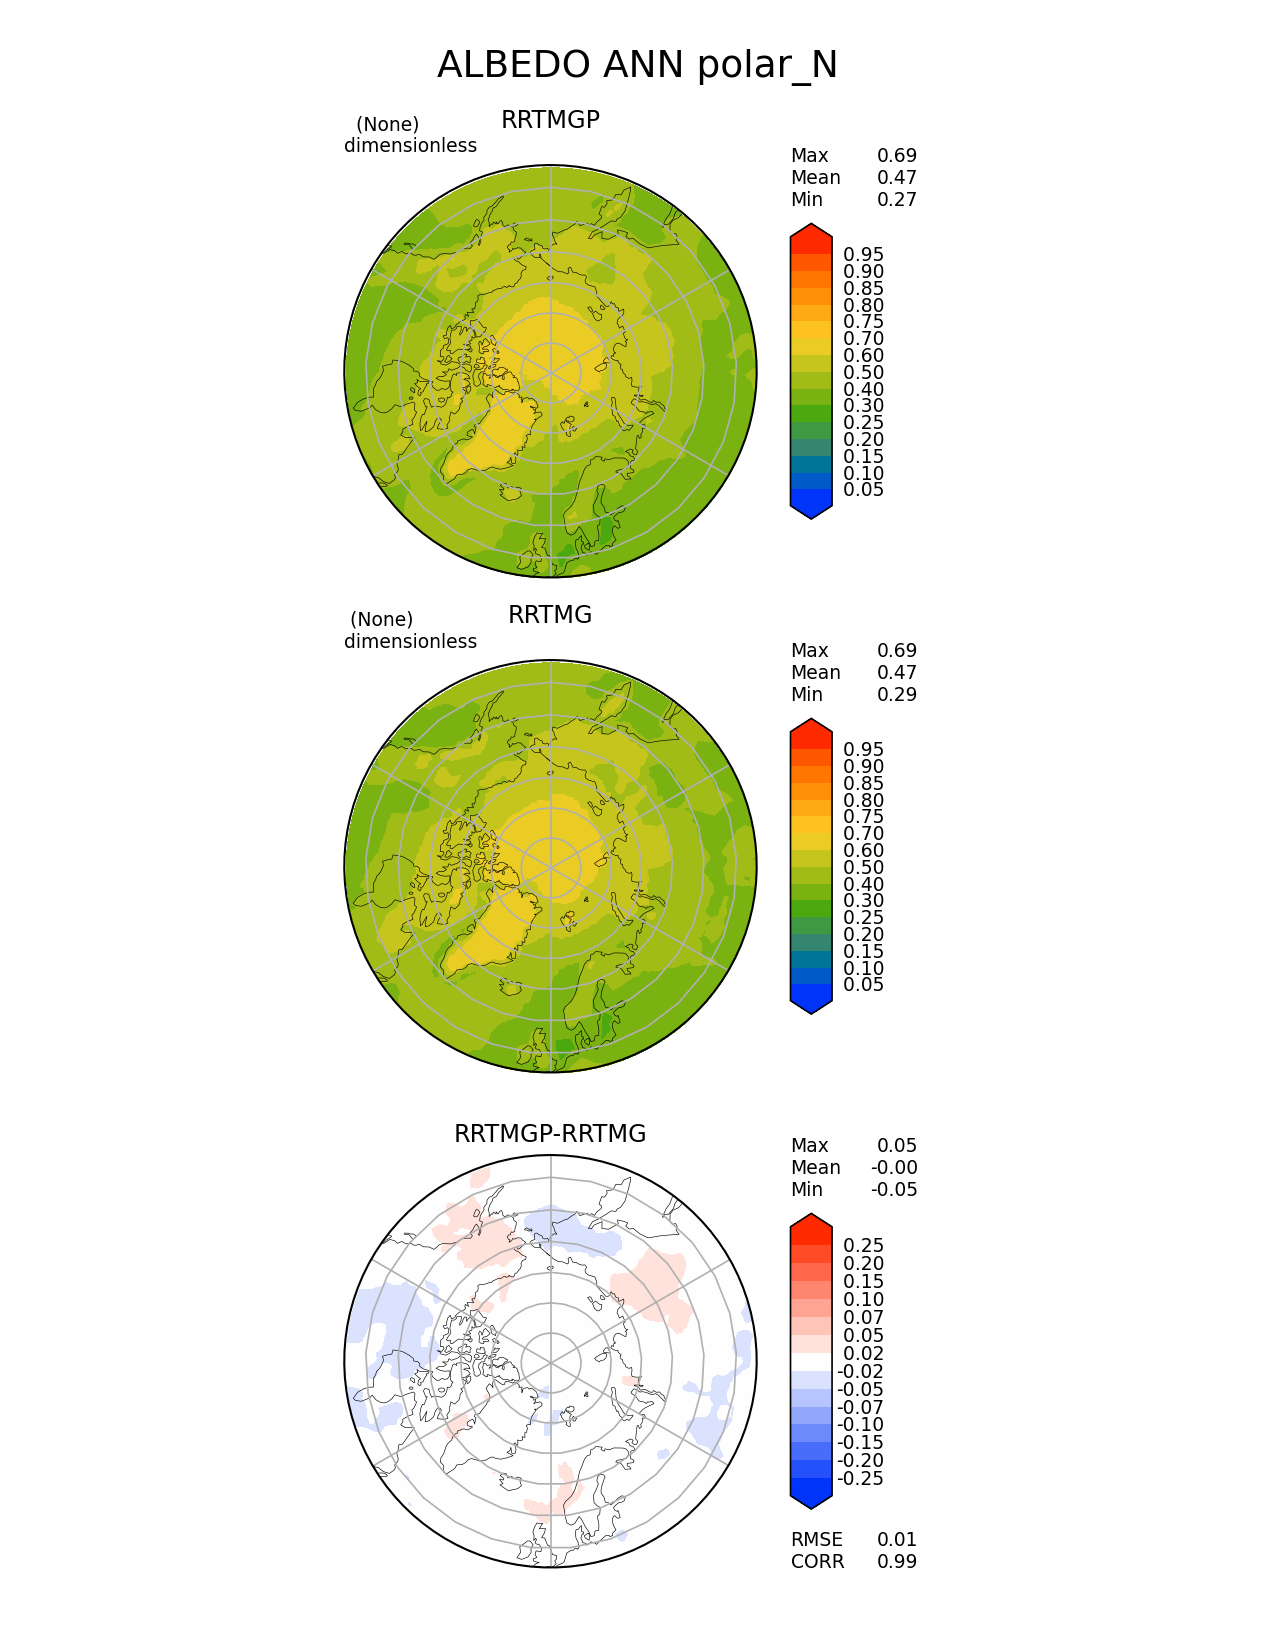 ALBEDO ANN polar_N
RRTMGP
(None)
dimensionless
Max 0.69
Mean 0.47
Min 0.27
0.95
0.90
0.85
0.80
0.75
0.70
0.60
0.50
0.40
0.30
0.25
0.20
0.15
0.10
0.05
RRTMG
(None)
dimensionless
Max 0.69
Mean 0.47
Min 0.29
0.95
0.90
0.85
0.80
0.75
0.70
0.60
0.50
0.40
0.30
0.25
0.20
0.15
0.10
0.05
RRTMGP-RRTMG
Max 0.05
Mean -0.00
Min -0.05
0.25
0.20
0.15
0.10
0.07
0.05
0.02
-0.02
-0.05
-0.07
-0.10
-0.15
-0.20
-0.25
RMSE 0.01
CORR 0.99